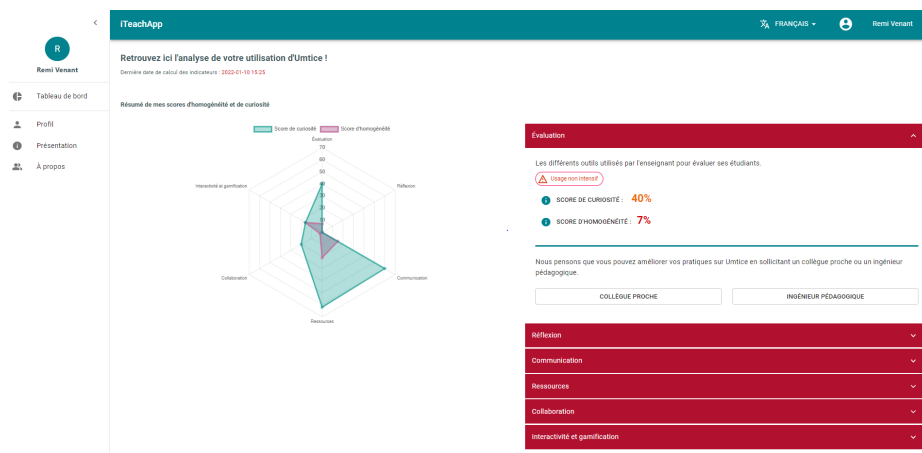 iTeachApp
FRANÇAIS
Remi Venant
R
Remi Venant
Tableau de bord
Profil
Présentation
À propos
Retrouvez ici l'analyse de votre utilisation d'Umtice !
Dernière date de calcul des indicateurs : 2022-01-10 15:25
Résumé de mes scores d'homogénéité et de curiosité
Score de curiosité
Score d'homogénéité
Évaluation
70
60
50
40
30
20
10
Interactivité et gamification
Réflexion
Collaboration
Communication
Ressources
Évaluation
Les différents outils utilisés par l'enseignant pour évaluer ses étudiants.
Usage non intensif
SCORE DE CURIOSITÉ : 40%
SCORE D'HOMOGÉNÉITÉ : 7%
Nous pensons que vous pouvez améliorer vos pratiques sur Umtice en sollicitant un collègue proche ou un ingénieur
pédagogique.
COLLÈGUE PROCHE
INGÉNIEUR PÉDAGOGIQUE
Réflexion
Communication
Ressources
Collaboration
Interactivité et gamification